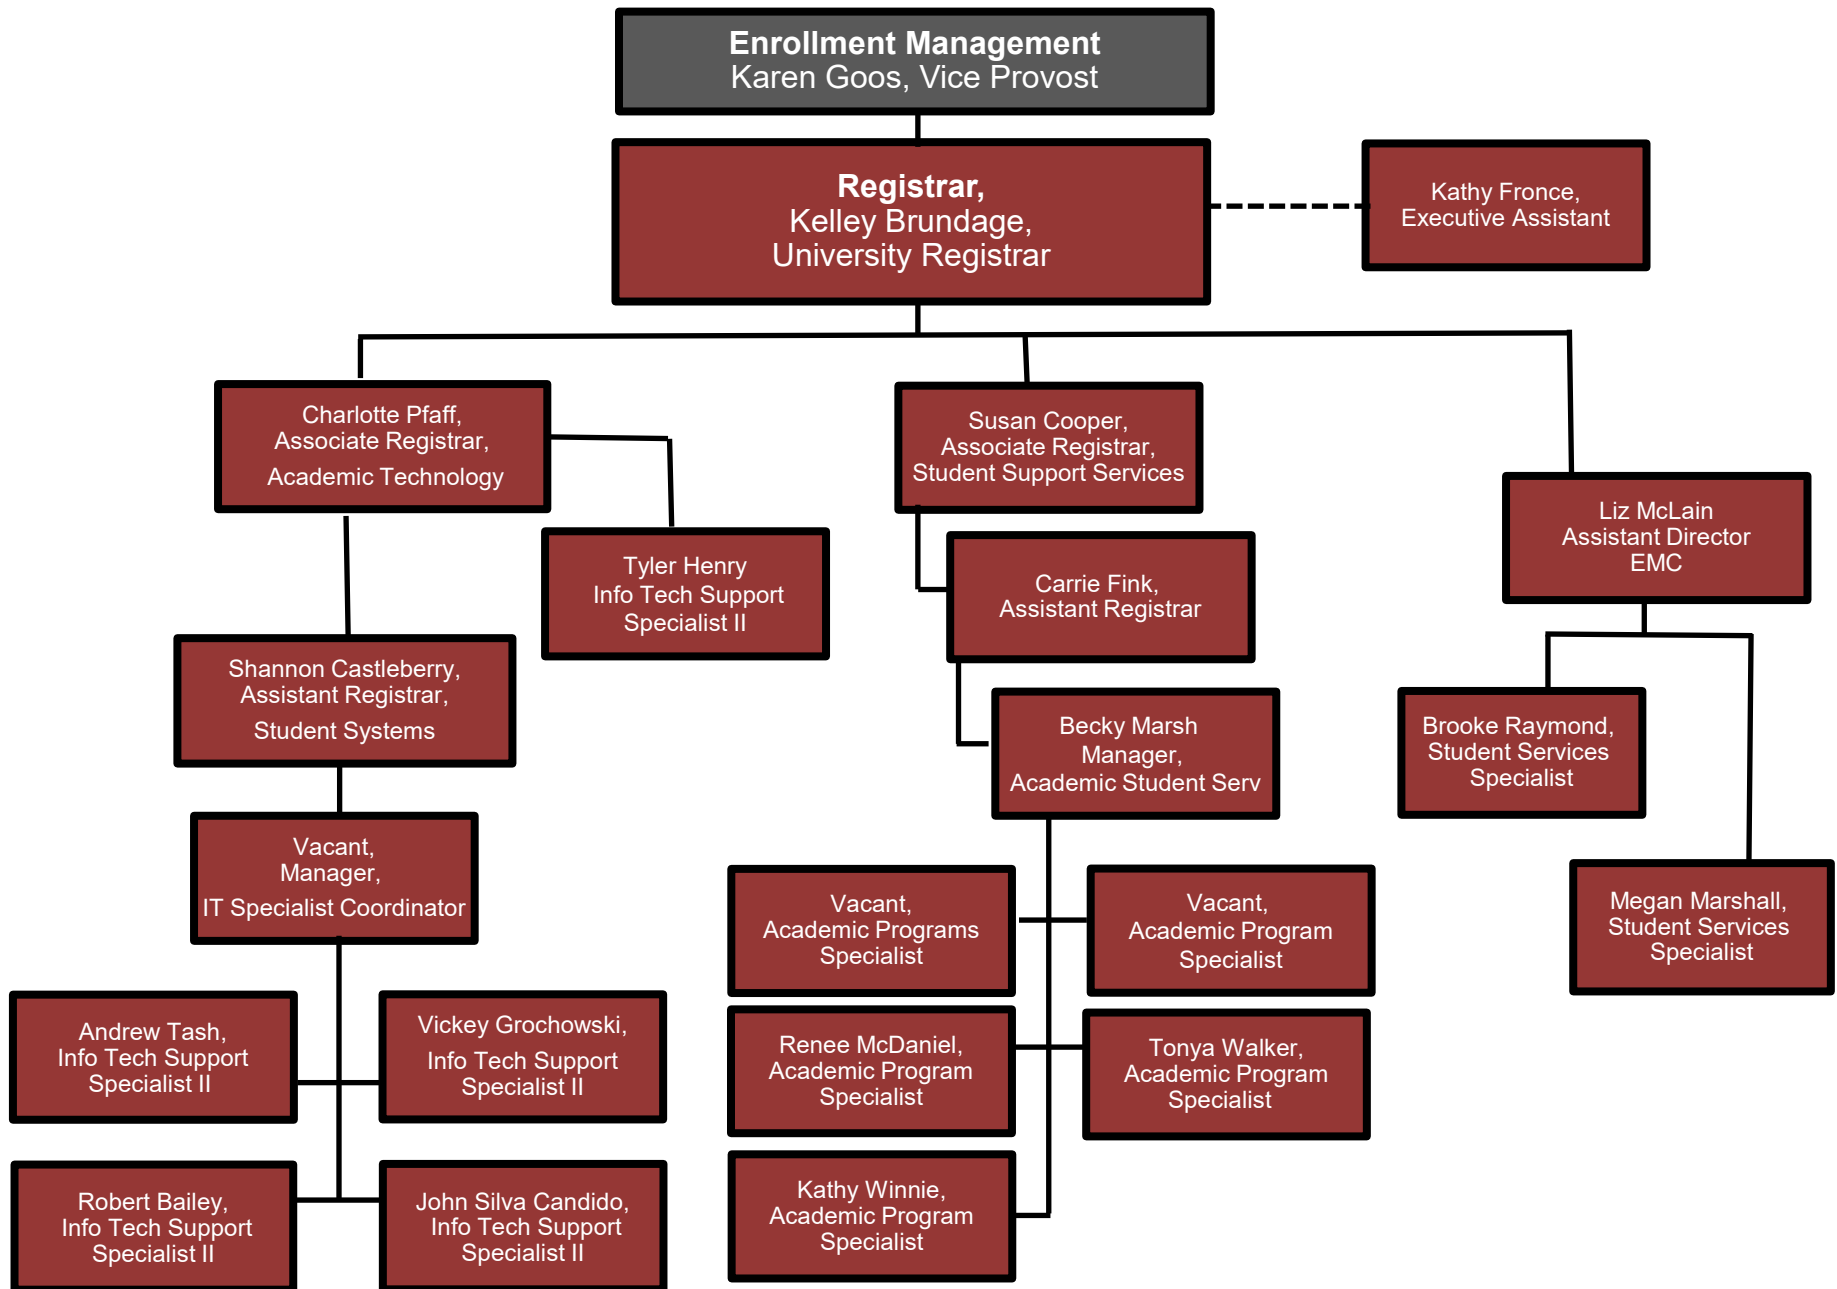 Enrollment Management
Karen Goos, Vice Provost
Registrar,
Kelley Brundage,
University Registrar
Kathy Fronce,
Executive Assistant
Charlotte Pfaff,
Associate Registrar,
Academic Technology
Tyler Henry
Info Tech Support
Specialist II
Shannon Castleberry,
Assistant Registrar,
Student Systems
Vacant,
Manager,
IT Specialist Coordinator
Andrew Tash,
Info Tech Support
Specialist II
Vickey Grochowski,
Info Tech Support
Specialist II
Robert Bailey,
Info Tech Support
Specialist II
John Silva Candido,
Info Tech Support
Specialist II
Susan Cooper,
Associate Registrar,
Student Support Services
Carrie Fink,
Assistant Registrar
Becky Marsh
Manager,
Academic Student Serv
Vacant,
Academic Programs
Specialist
Vacant,
Academic Program
Specialist
Renee McDaniel,
Academic Program
Specialist
Tonya Walker,
Academic Program
Specialist
Kathy Winnie,
Academic Program
Specialist
Liz McLain
Assistant Director
EMC
Brooke Raymond,
Student Services
Specialist
Megan Marshall,
Student Services
Specialist